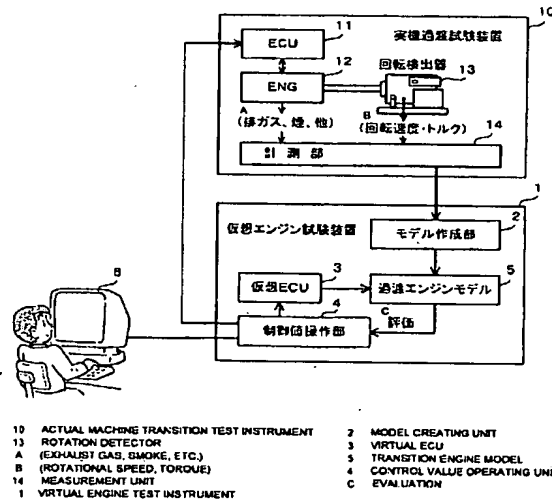 10
11
ECU
実機過渡試験装置
12
回転検出器
13
ENG
A
(排ガス、煙、他)
B
(回転速度・トルク)
14
計測部
1
仮想エンジン試験装置
2
モデル作成部
3
仮想ECU
5
過渡エンジンモデル
4
制御値操作部
C
評価
8
10 ACTUAL MACHINE TRANSITION TEST INSTRUMENT
13 ROTATION DETECTOR
A (EXHAUST GAS, SMOKE, ETC.)
B (ROTATIONAL SPEED, TORQUE)
14 MEASUREMENT UNIT
1 VIRTUAL ENGINE TEST INSTRUMENT
2 MODEL CREATING UNIT
3 VIRTUAL ECU
5 TRANSITION ENGINE MODEL
4 CONTROL VALUE OPERATING UNIT
C EVALUATION